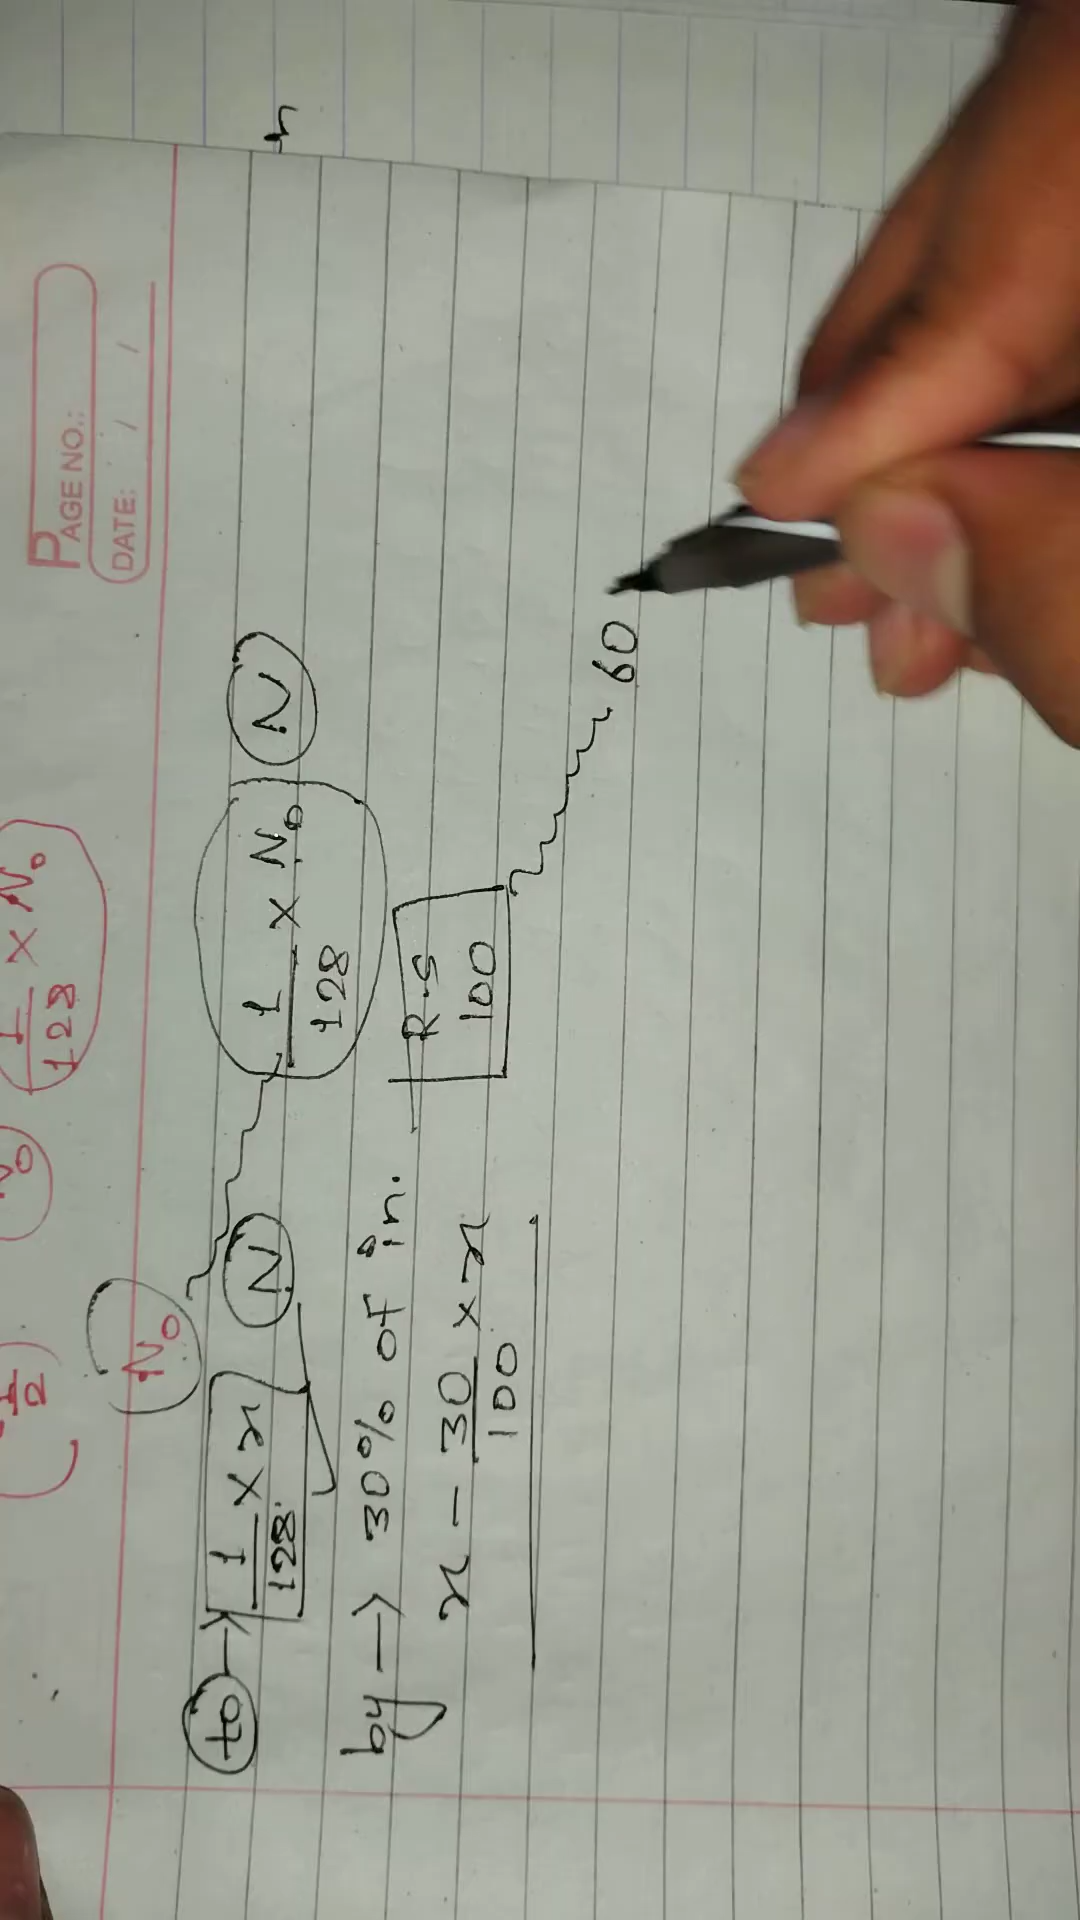 PAGE NO.:
DATE: / /
1/2
N₀
1/128 × N₀
N₀
to → 1/128 × x N 1/128 × N₀ N
by → 30% of in.
x - 30/100 × x
R-S
100
60